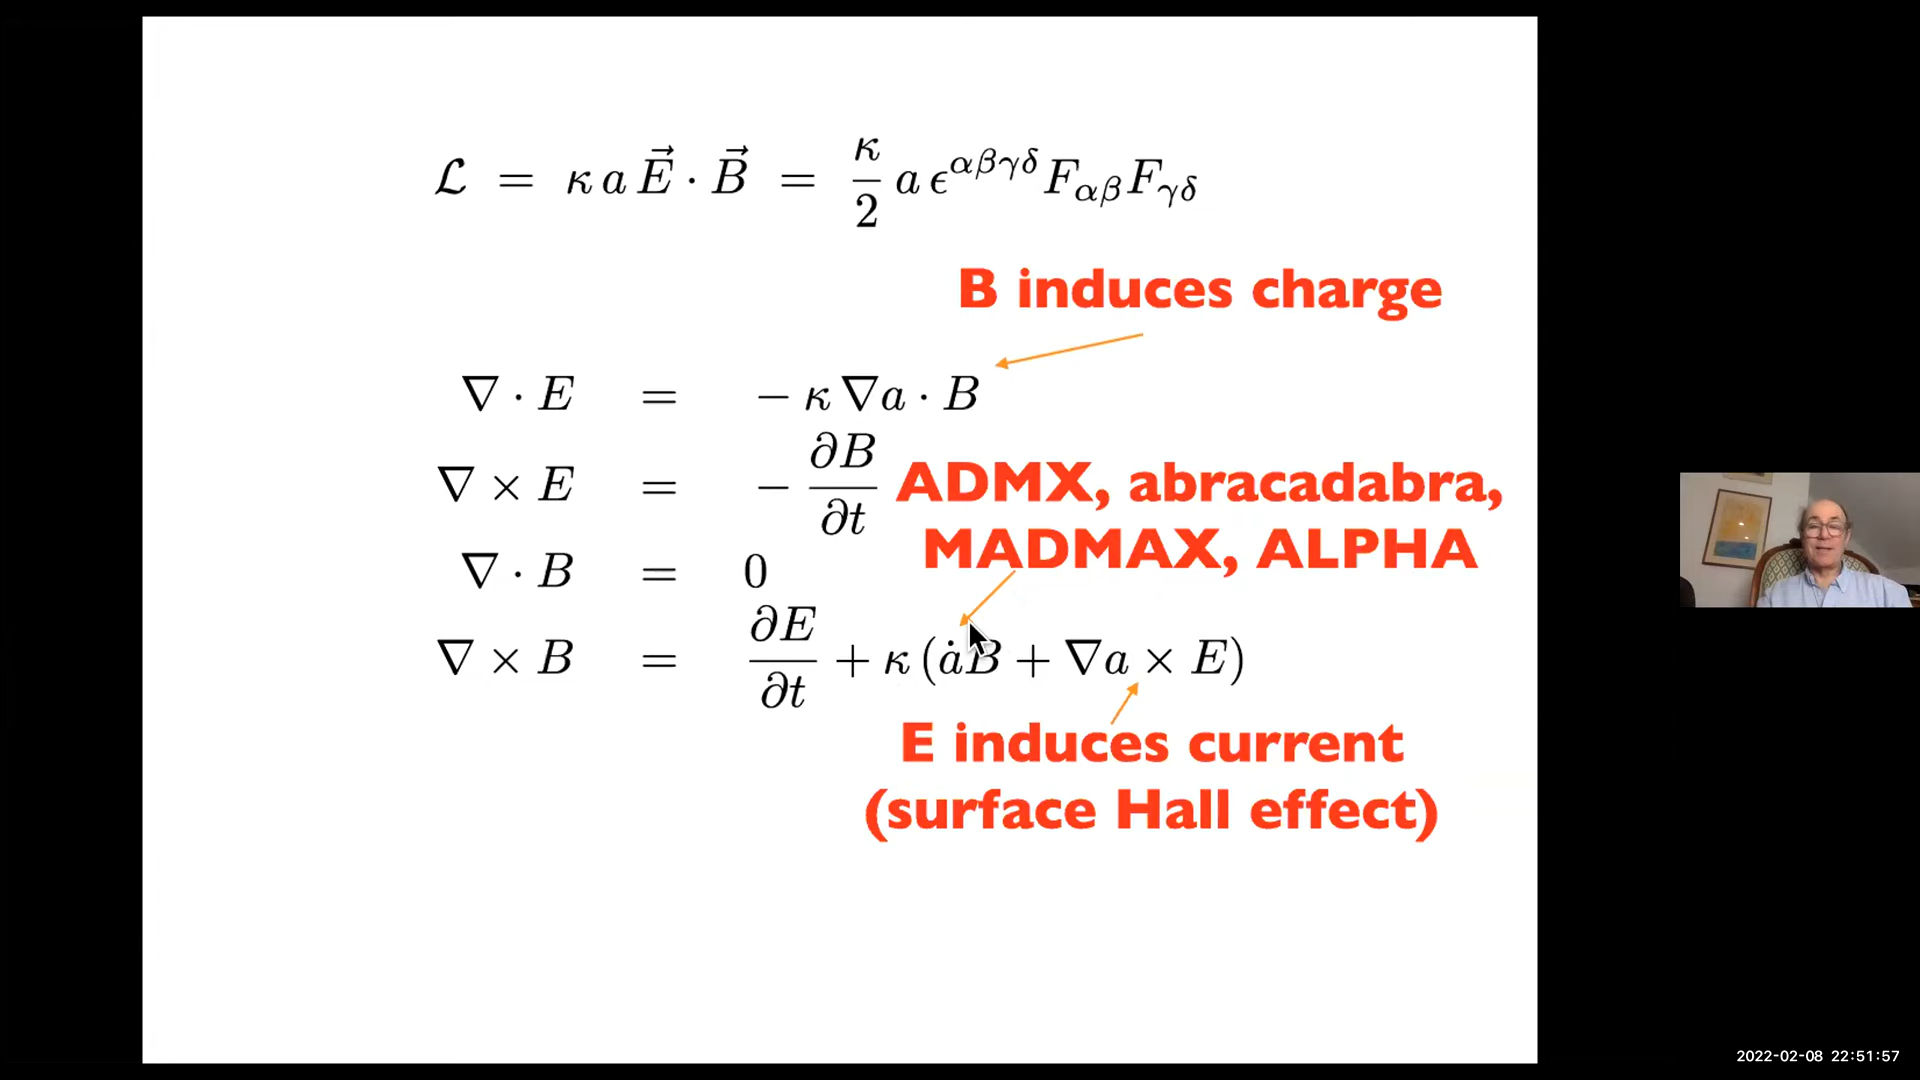 ℒ = κ a E⃗ · B⃗ = κ/2 a ϵ^{αβγδ} F_{αβ} F_{γδ}
B induces charge
∇ · E = − κ ∇a · B
∇ × E = − ∂B/∂t
ADMX, abracadabra,
MADMAX, ALPHA
∇ · B = 0
∇ × B = ∂E/∂t + κ (ȧB + ∇a × E)
E induces current
(surface Hall effect)
2022-02-08 22:51:57